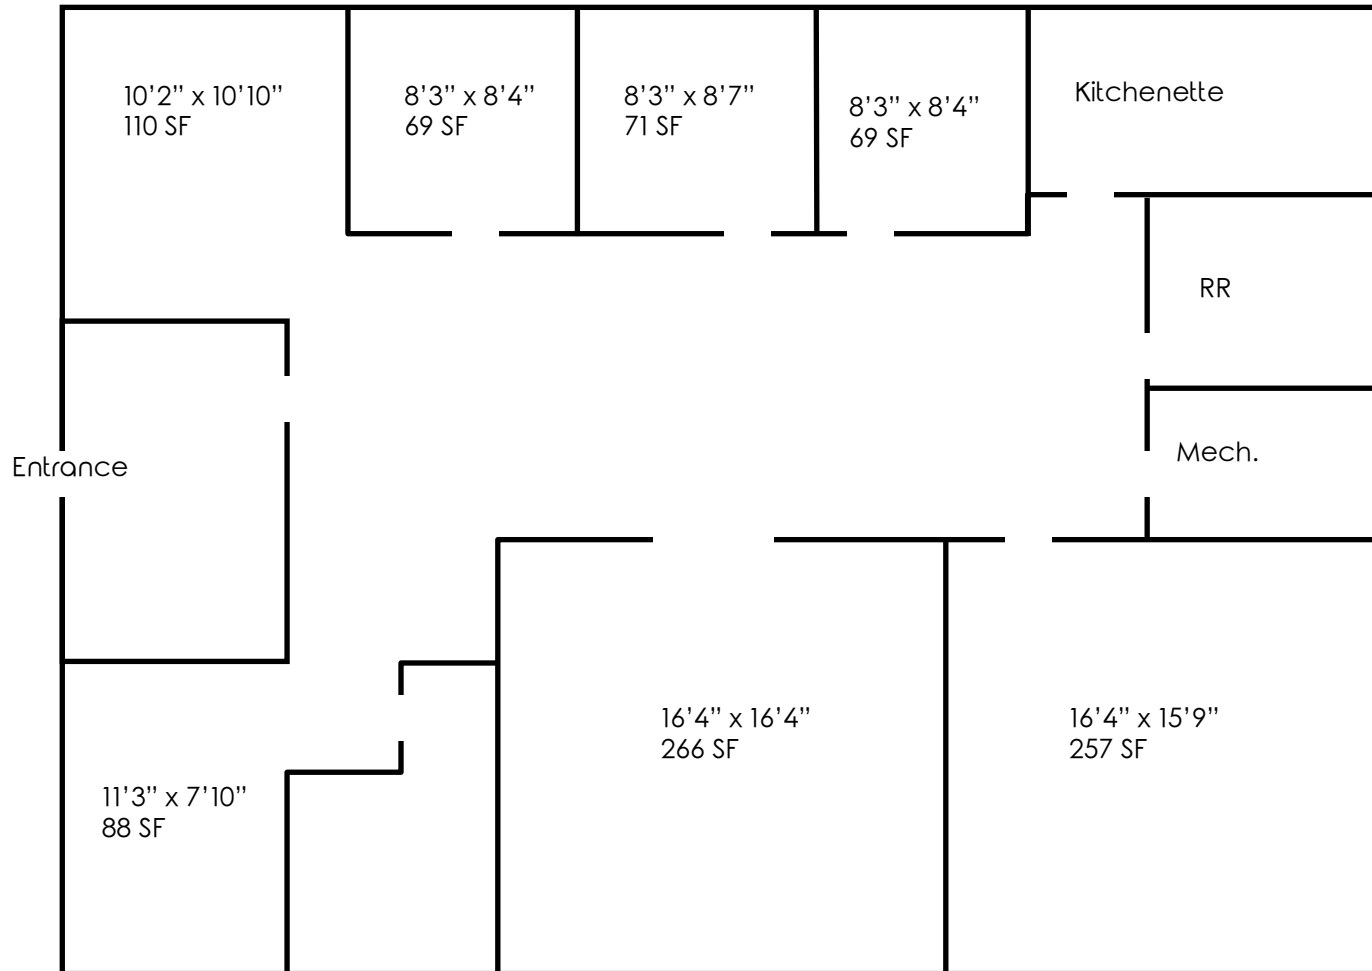 10’2” x 10’10”
110 SF
8’3” x 8’4”
69 SF
8’3” x 8’7”
71 SF
8’3” x 8’4”
69 SF
Kitchenette
RR
Entrance
Mech.
16’4” x 16’4”
266 SF
16’4” x 15’9”
257 SF
11’3” x 7’10”
88 SF